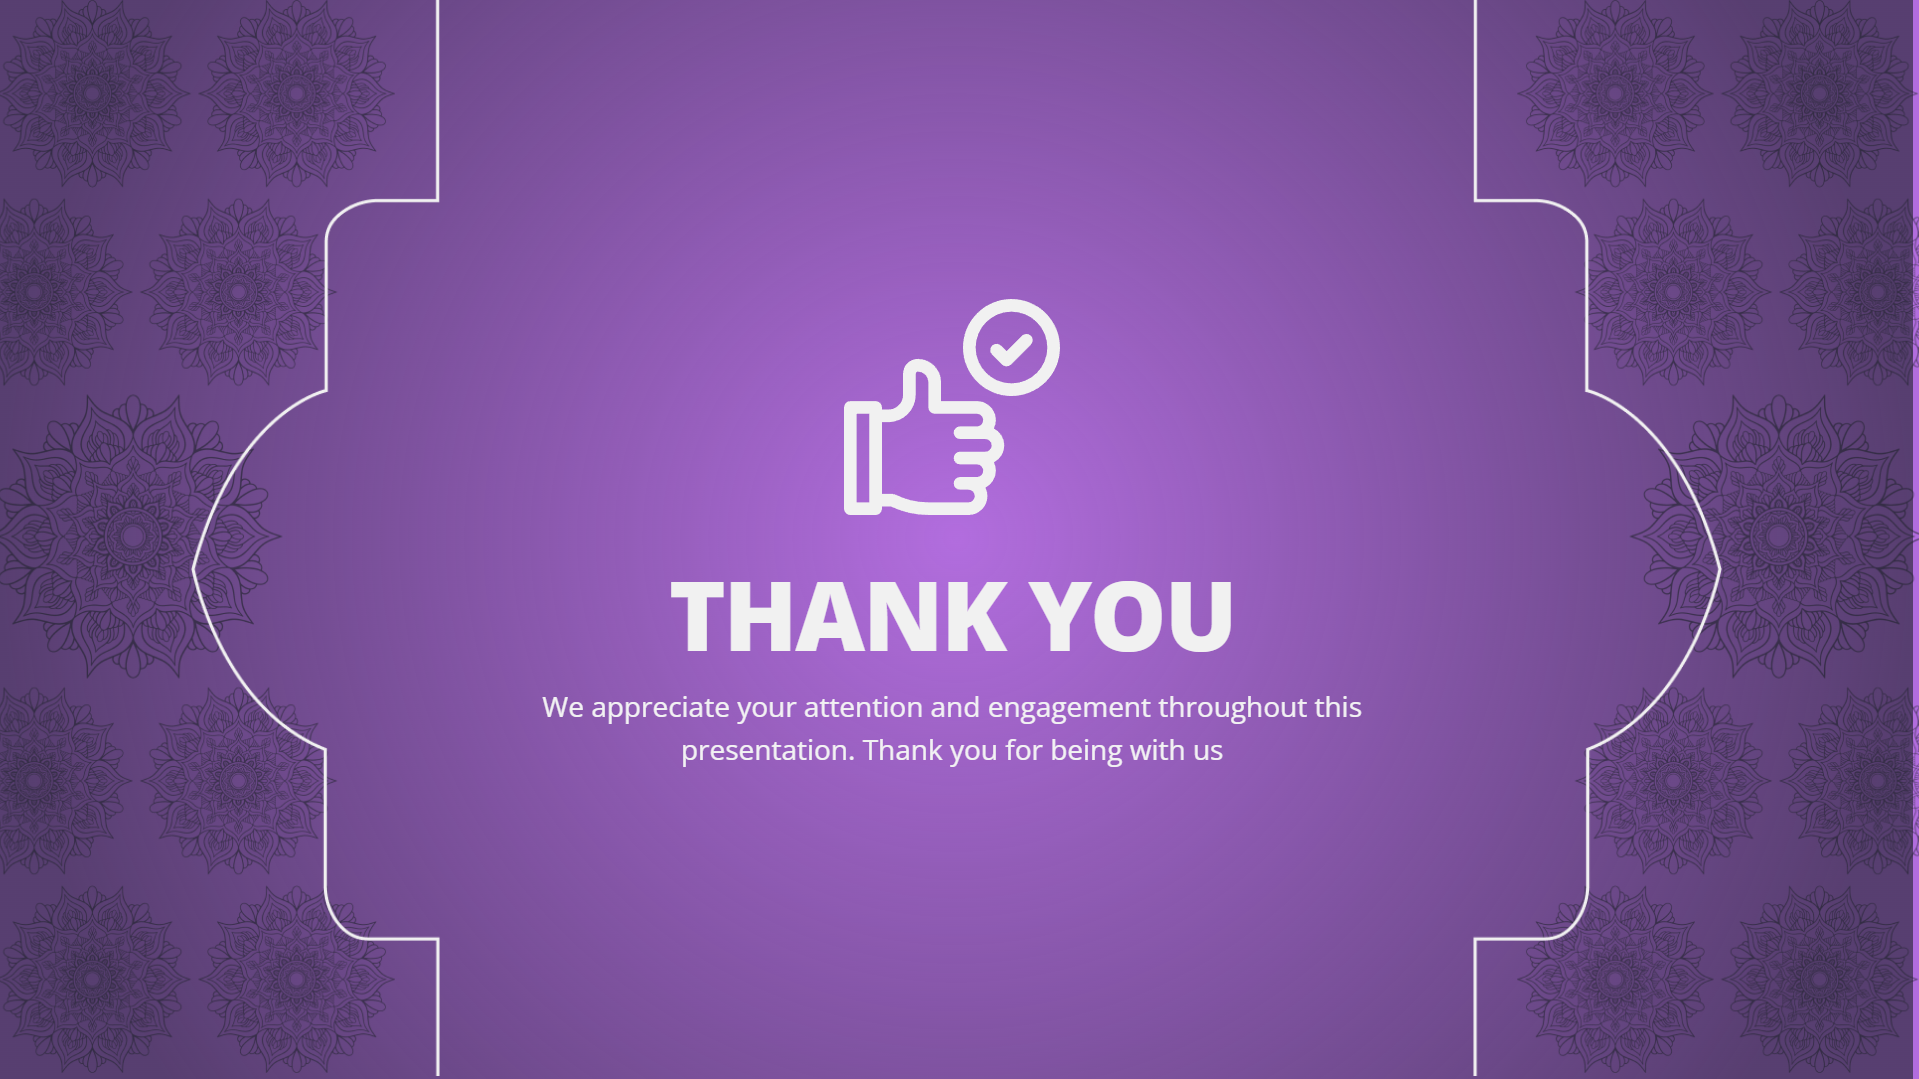 THANK YOU
We appreciate your attention and engagement throughout this
presentation. Thank you for being with us